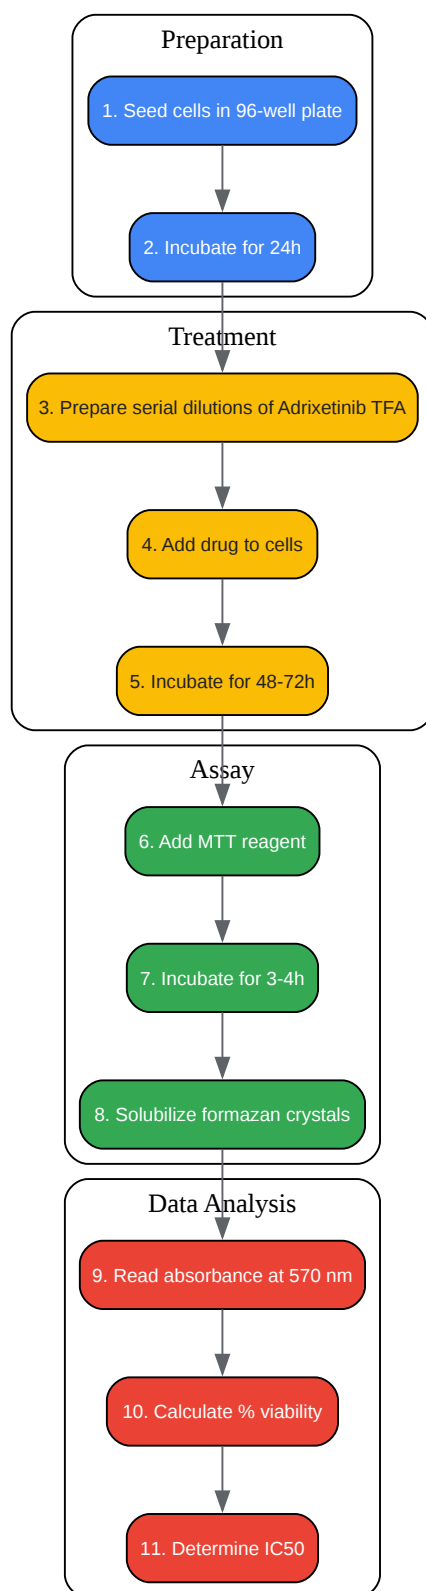 Preparation
1. Seed cells in 96-well plate
2. Incubate for 24h
Treatment
3. Prepare serial dilutions of Adrixetinib TFA
4. Add drug to cells
5. Incubate for 48-72h
Assay
6. Add MTT reagent
7. Incubate for 3-4h
8. Solubilize formazan crystals
Data Analysis
9. Read absorbance at 570 nm
10. Calculate % viability
11. Determine IC50